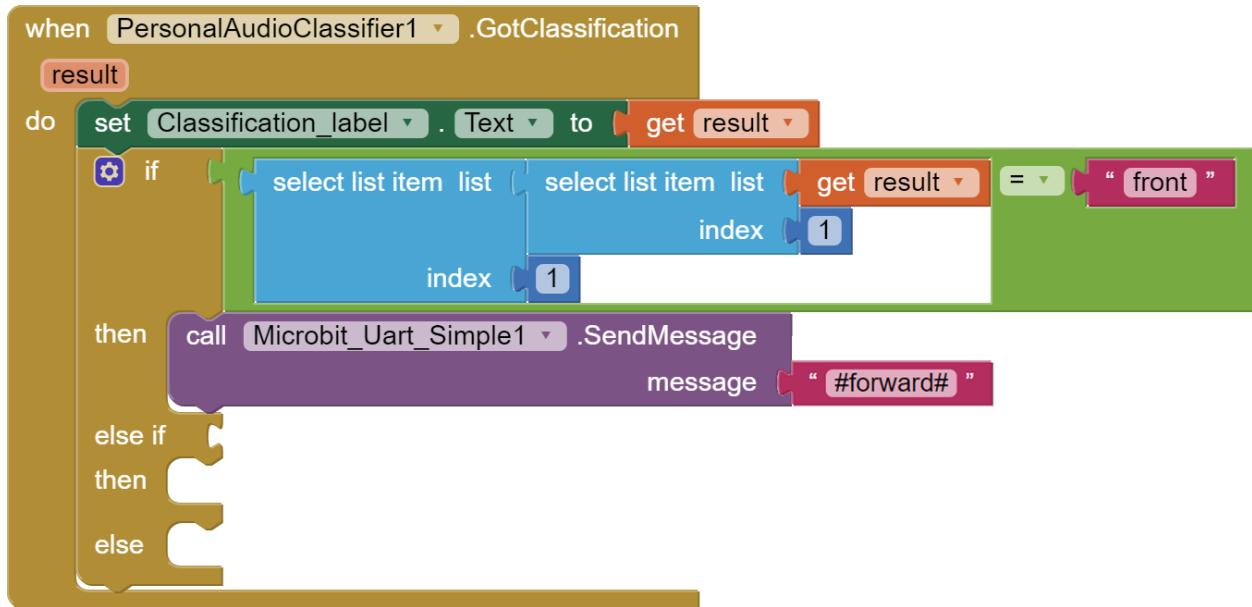 when PersonalAudioClassifier1 .GotClassification
result
do set Classification_label . Text to get result
if select list item list select list item list get result = “ front ”
index 1
index 1
then call Microbit_Uart_Simple1 .SendMessage
message “ #forward# ”
else if
then
else